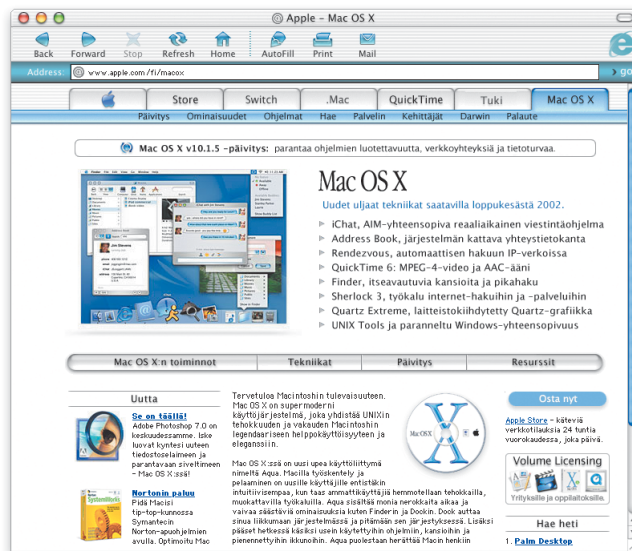 Apple – Mac OS X
Back Forward Stop Refresh Home AutoFill Print Mail
Address: www.apple.com/fi/macox go
Store Switch .Mac QuickTime Tuki Mac OS X
Päivitys Ominaisuudet Ohjelmat Hae Palvelin Kehittäjät Darwin Palaute
Mac OS X v10.1.5 -päivitys: parantaa ohjelmien luotettavuutta, verkkoyhteyksiä ja tietoturvaa.
Mac OS X
Uudet uljaat tekniikat saatavilla loppukesästä 2002.
iChat, AIM-yhteensopiva reaaliaikainen viestintäohjelma
Address Book, järjestelmän kattava yhteystietokanta
Rendezvous, automaattisen hakuun IP-verkoissa
QuickTime 6: MPEG-4-video ja AAC-ääni
Finder, itseavautuvia kansioita ja pikahaku
Sherlock 3, työkalu internet-hakuihin ja -palveluihin
Quartz Extreme, laitteistokiihdytetty Quartz-grafiikka
UNIX Tools ja paranneltu Windows-yhteensopivuus
Mac OS X:n toiminnot Tekniikat Päivitys Resurssit
Uutta
Se on täällä!
Adobe Photoshop 7.0 on
keskuudessamme. Iske
luovat kyntesi uuteen
tiedostoselaimeen ja
parantavaan siveltimeen
- Mac OS X:ssä!
Nortonin paluu
Pidä Macisi
tip-top-kunnossa
Symantecin
Norton-apuohjelmien
avulla. Optimoitu Mac
Tervetuloa Macintoshin tulevaisuuteen.
Mac OS X on supermoderni
käyttöjärjestelmä, joka yhdistää UNIXin
tehokkuuden ja vakauden Macintoshin
legendaariseen helppokäyttöisyyteen ja
eleganssiin.
Mac OS X:ssä on uusi upea käyttöliittymä
nimeltä Aqua. Macilla työskentely ja
pelaaminen on uusille käyttäjille entistäkin
intuitiivisempaa, kun taas ammattikäyttäjiä hemmotellaan tehokkailla,
muokattavilla työkaluilla. Aqua sisältää monia nerokkaita aikaa ja
vaivaa säästäviä ominaisuuksia kuten Finderin ja Dockin. Dock auttaa
sinua liikkumaan järjestelmässä ja pitämään sen järjestyksessä. Lisäksi
pääset hetkessä käsiksi usein käytettyihin ohjelmiin, kansioihin ja
pienennettyihin ikkunoihin. Aqua puolestaan herättää Macin henkiin
MacOSX
Osta nyt
Apple Store - käteviä
verkkotilauksia 24 tuntia
vuorokaudessa, joka päivä.
Volume Licensing
Yrityksille ja oppilaitoksille.
Hae heti
1. Palm Desktop